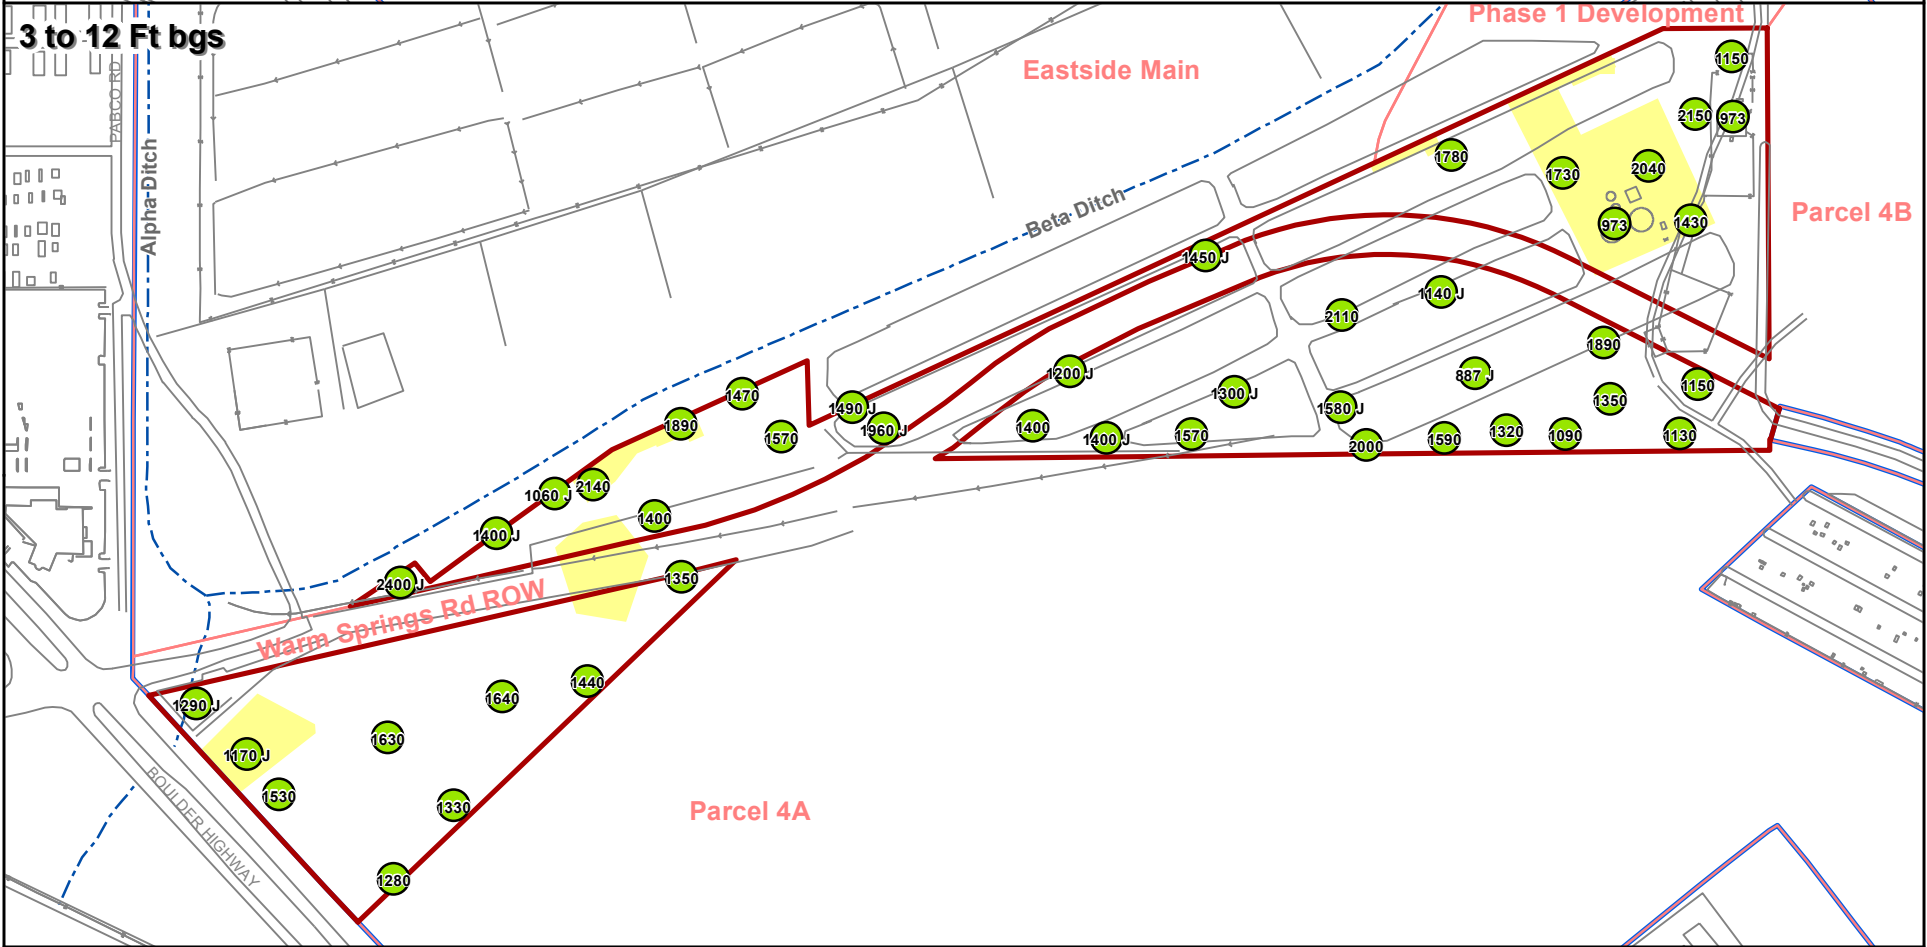 3 to 12 Ft bgs
Phase 1 Development
Eastside Main
PABCO RD
Alpha Ditch
Beta Ditch
Parcel 4B
1150
2150
973
1780
1730
2040
973
1430
1450 J
1140 J
2110
1890
1200 J
887 J
1150
1470
1300 J
1350
1490 J
1580 J
1890
1570
1960 J
1400
1400 J
1570
2000
1590
1320
1090
1130
1060 J
2140
1400
1400 J
2400 J
1350
Warm Springs Rd ROW
1290 J
1640
1440
1630
1170 J
1530
1330
1280
Parcel 4A
BOULDER HIGHWAY